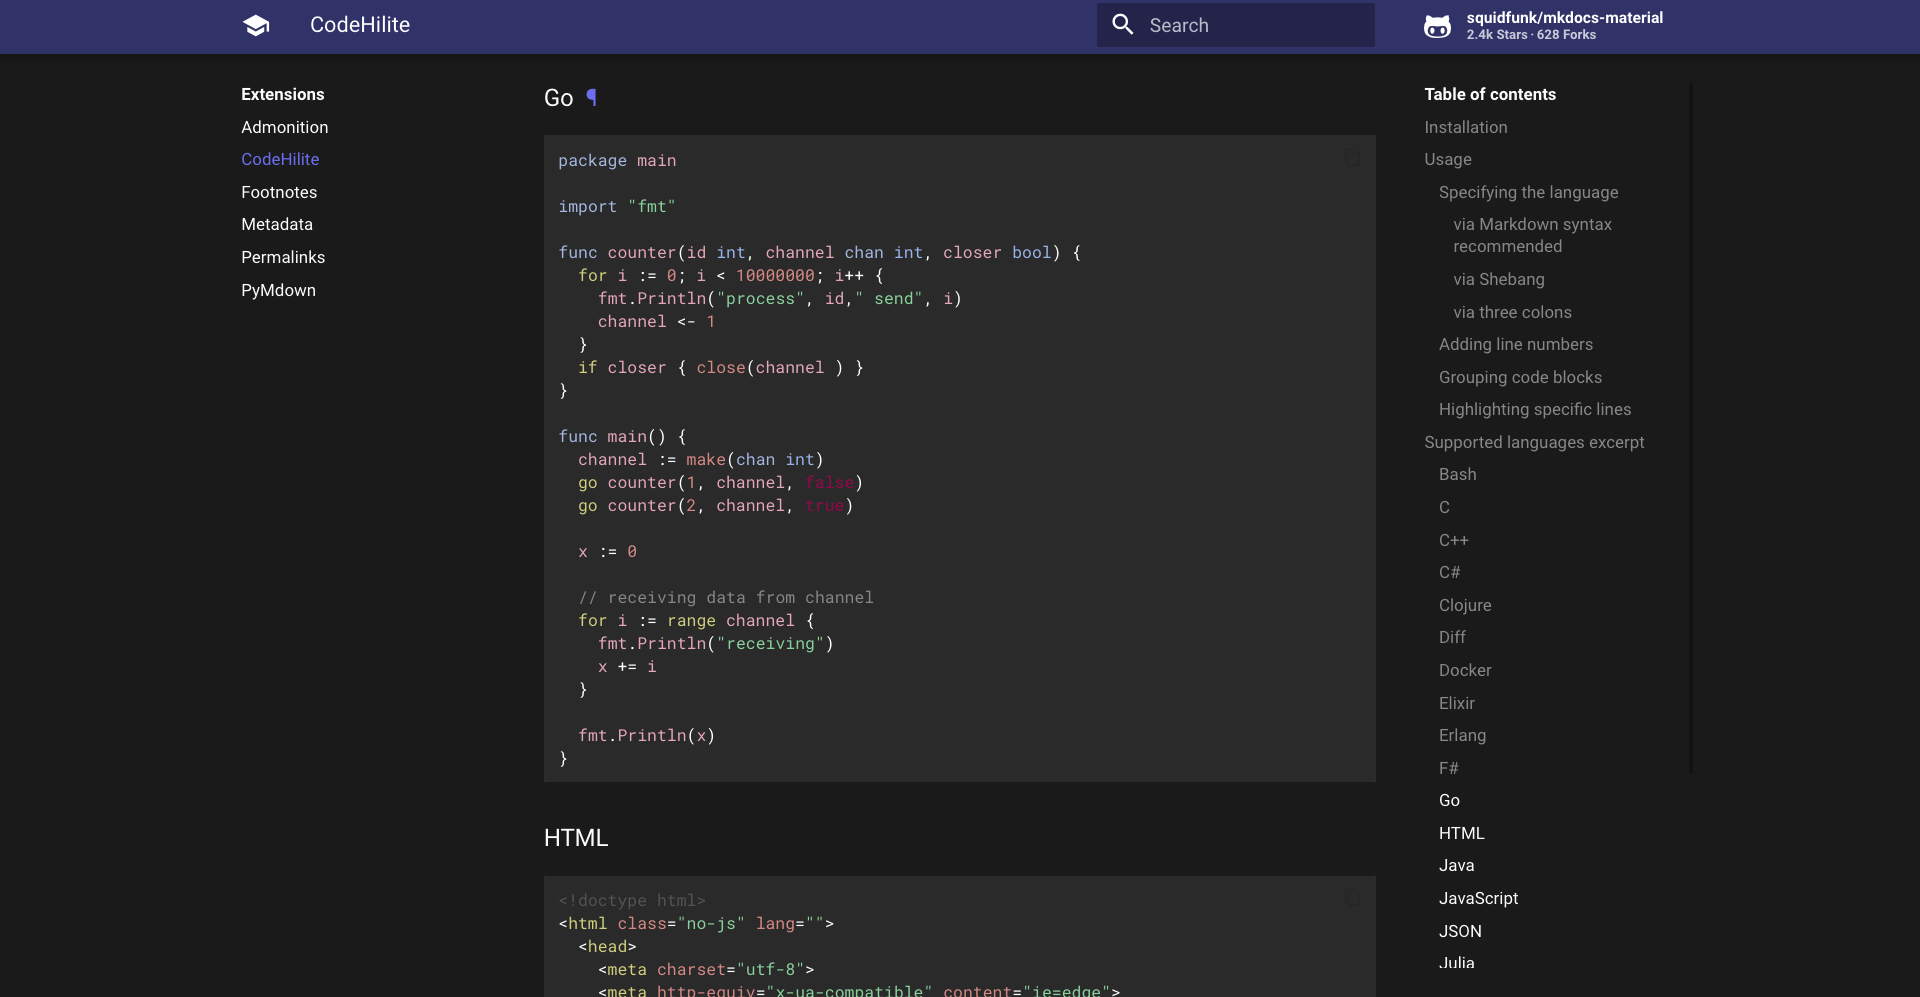 CodeHilite
Search
squidfunk/mkdocs-material
2.4k Stars · 628 Forks
Extensions
Admonition
CodeHilite
Footnotes
Metadata
Permalinks
PyMdown
Go ¶
package main

import "fmt"

func counter(id int, channel chan int, closer bool) {
  for i := 0; i < 10000000; i++ {
    fmt.Println("process", id," send", i)
    channel <- 1
  }
  if closer { close(channel ) }
}

func main() {
  channel := make(chan int)
  go counter(1, channel, false)
  go counter(2, channel, true)

  x := 0

  // receiving data from channel
  for i := range channel {
    fmt.Println("receiving")
    x += i
  }

  fmt.Println(x)
}
HTML
<!doctype html>
<html class="no-js" lang="">
  <head>
    <meta charset="utf-8">
    <meta http-equiv="x-ua-compatible" content="ie=edge">
Table of contents
Installation
Usage
Specifying the language
via Markdown syntax
recommended
via Shebang
via three colons
Adding line numbers
Grouping code blocks
Highlighting specific lines
Supported languages excerpt
Bash
C
C++
C#
Clojure
Diff
Docker
Elixir
Erlang
F#
Go
HTML
Java
JavaScript
JSON
Julia